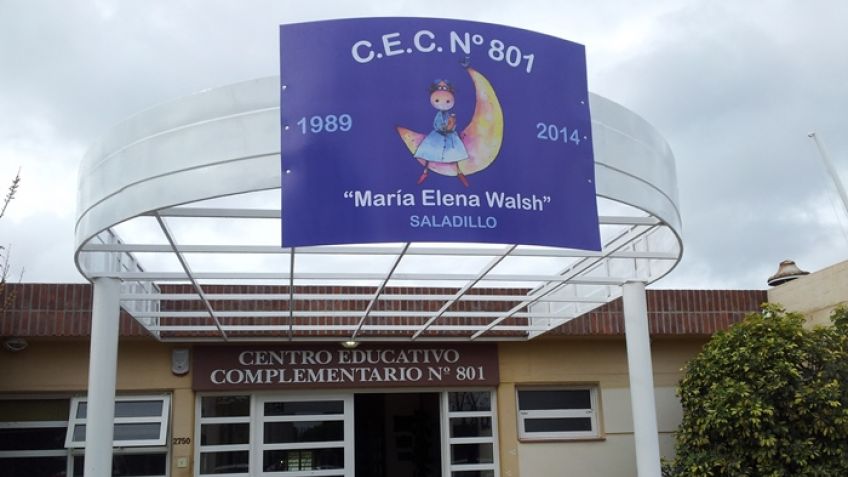 C.E.C. Nº 801
1989
2014
“María Elena Walsh”
SALADILLO
CENTRO EDUCATIVO
COMPLEMENTARIO Nº 801
2750